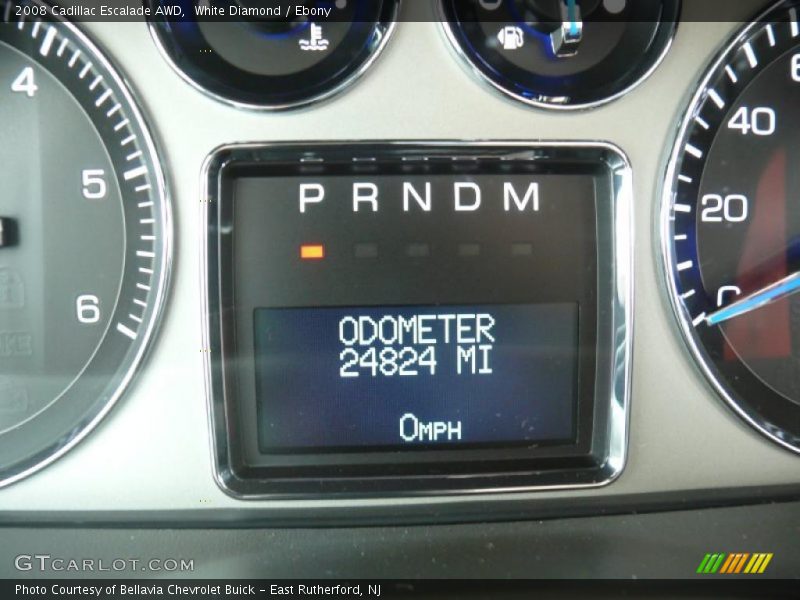 2008 Cadillac Escalade AWD, White Diamond / Ebony
4
5
6
P R N D M
ODOMETER
24824 MI
0MPH
40
20
0
GTCARLOT.COM
Photo Courtesy of Bellavia Chevrolet Buick - East Rutherford, NJ